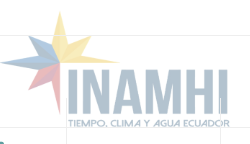 INAMHI
TIEMPO, CLIMA Y AGUA ECUADOR